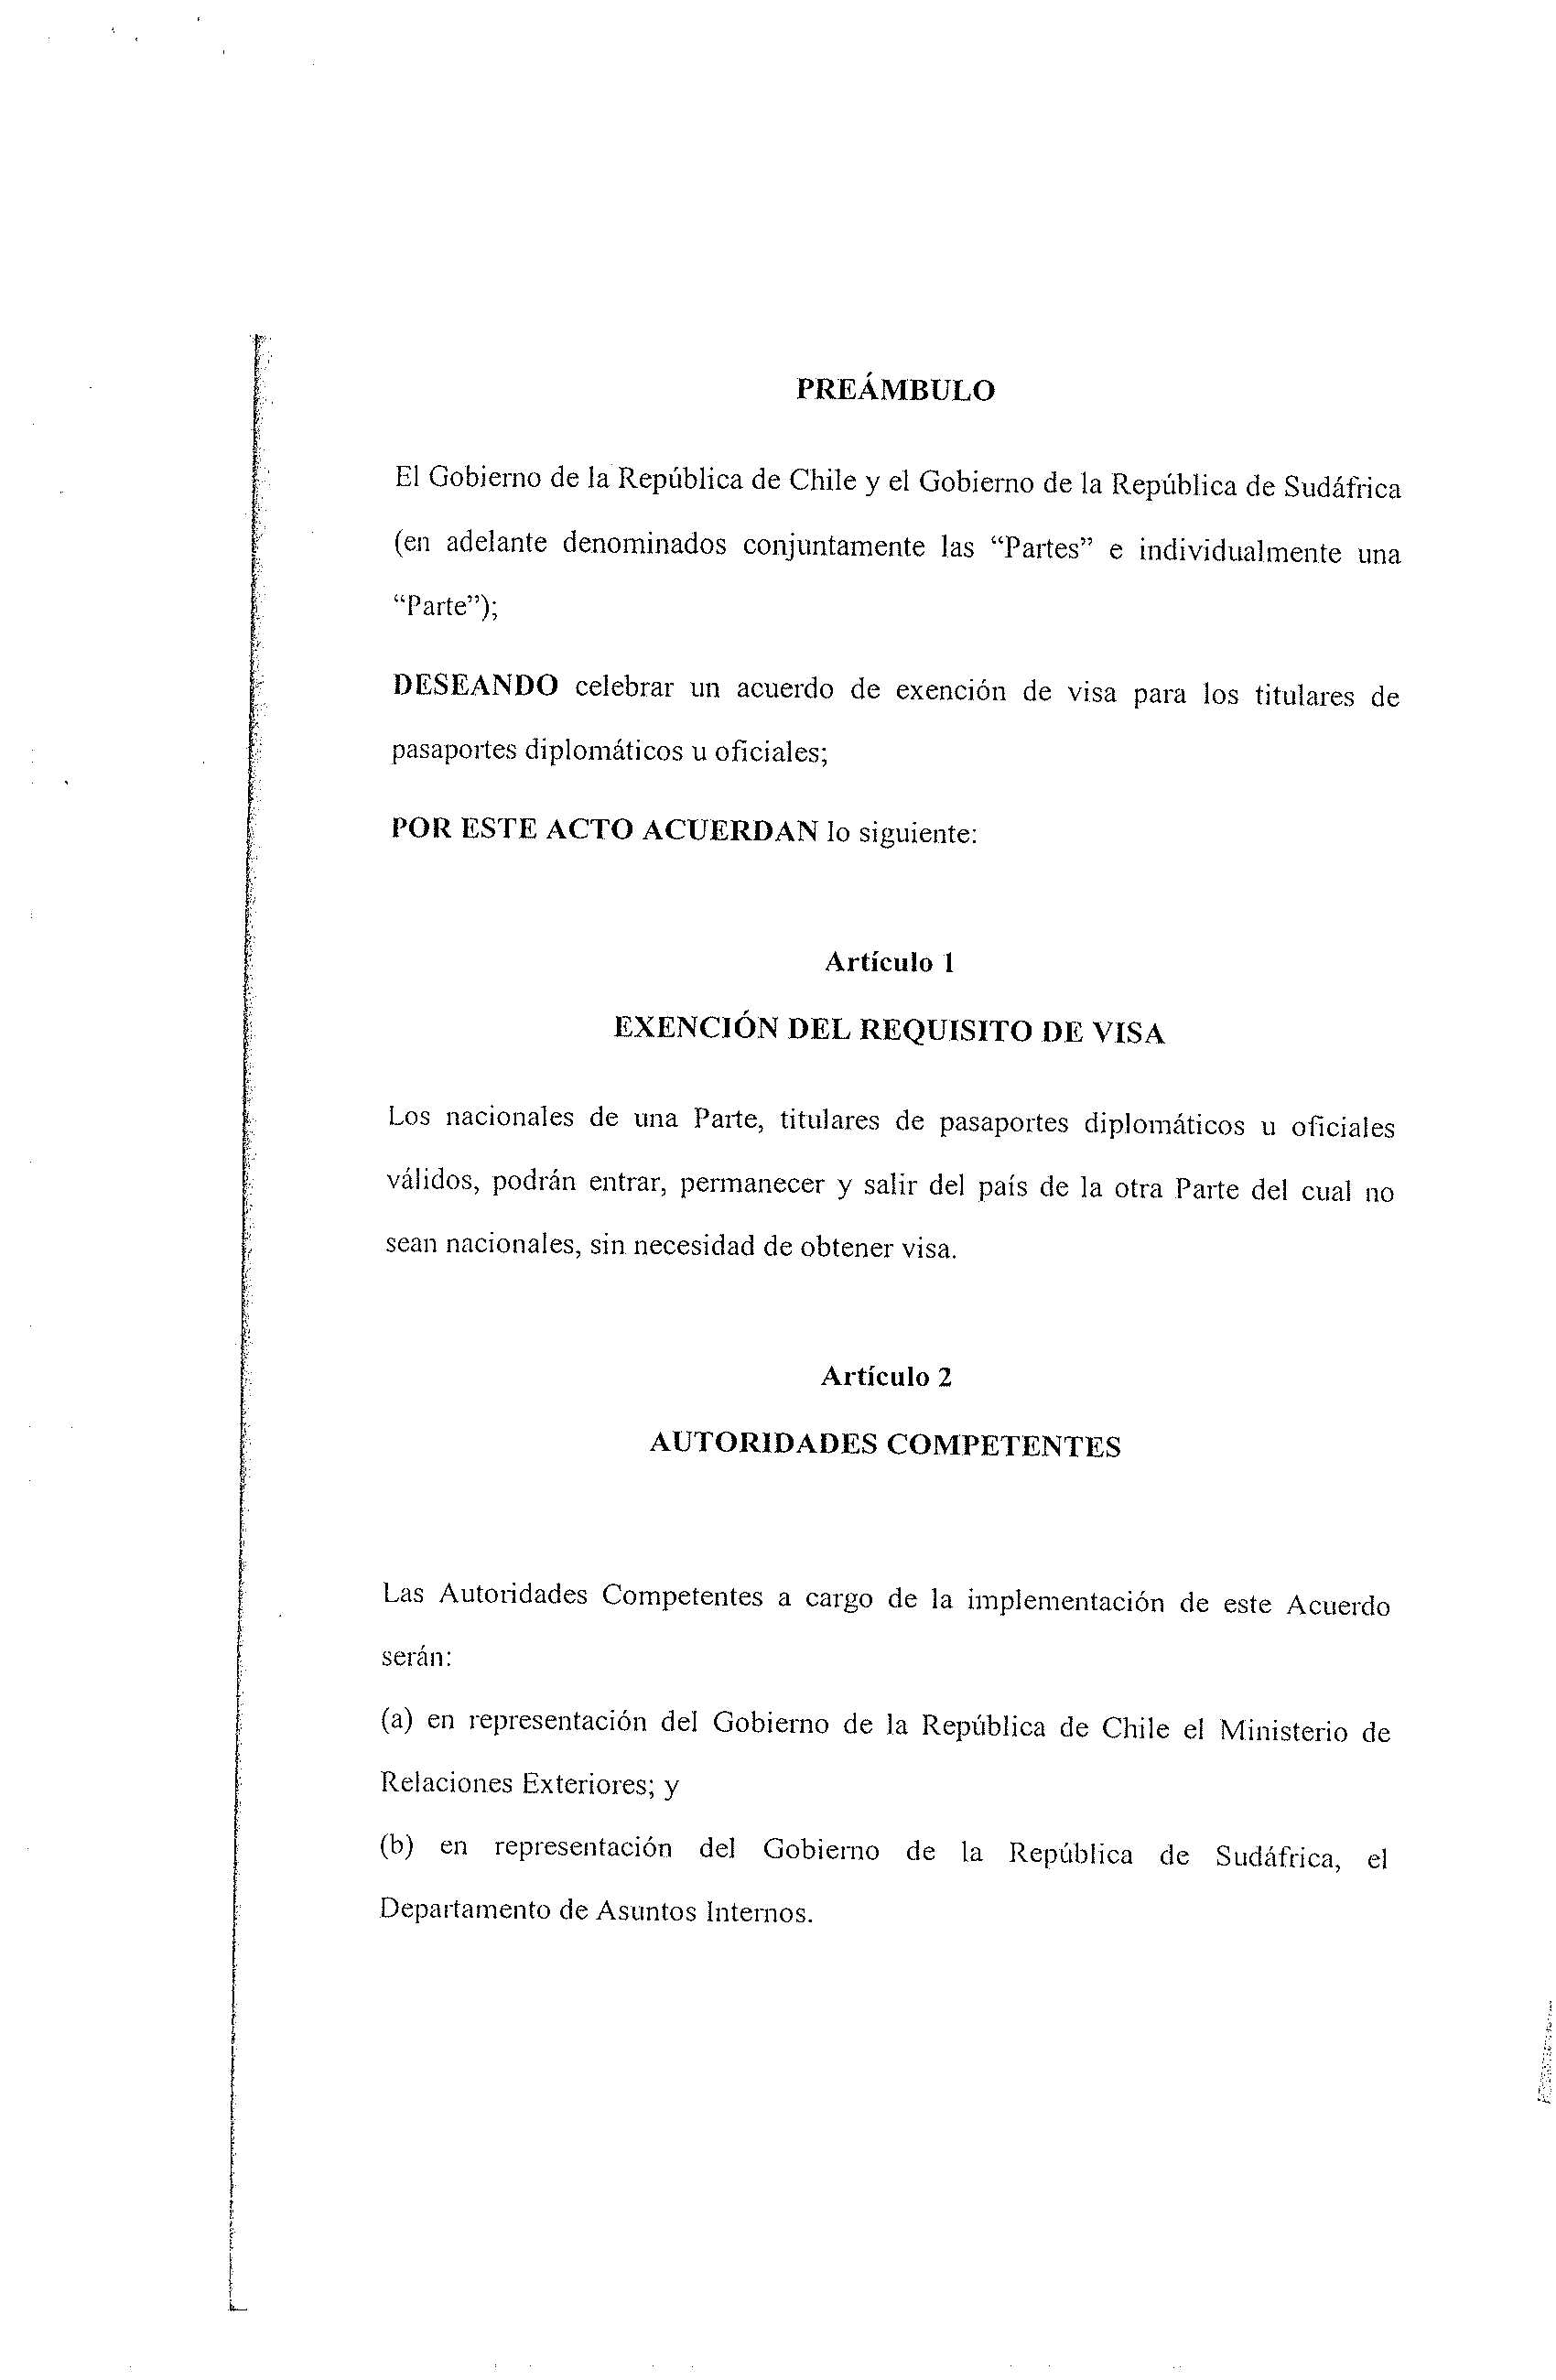 PREÁMBULO
El Gobierno de la República de Chile y el Gobierno de la República de Sudáfrica
(en adelante denominados conjuntamente las “Partes” e individualmente una
“Parte”);
DESEANDO celebrar un acuerdo de exención de visa para los titulares de
pasaportes diplomáticos u oficiales;
POR ESTE ACTO ACUERDAN lo siguiente:
Artículo 1
EXENCIÓN DEL REQUISITO DE VISA
Los nacionales de una Parte, titulares de pasaportes diplomáticos u oficiales
válidos, podrán entrar, permanecer y salir del país de la otra Parte del cual no
sean nacionales, sin necesidad de obtener visa.
Artículo 2
AUTORIDADES COMPETENTES
Las Autoridades Competentes a cargo de la implementación de este Acuerdo
serán:
(a) en representación del Gobierno de la República de Chile el Ministerio de
Relaciones Exteriores; y
(b) en representación del Gobierno de la República de Sudáfrica, el
Departamento de Asuntos Internos.